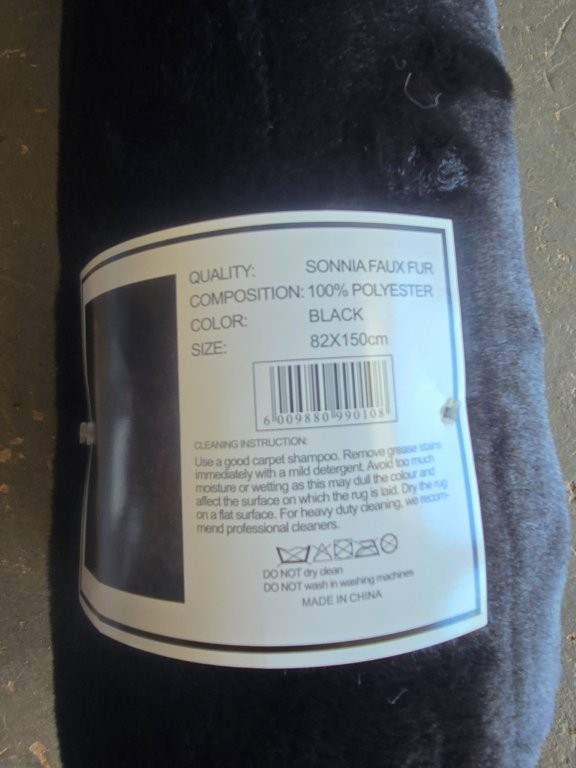 QUALITY: SONNIA FAUX FUR
COMPOSITION: 100% POLYESTER
COLOR: BLACK
SIZE: 82X150cm
6 009880 990108
CLEANING INSTRUCTION:
Use a good carpet shampoo. Remove grease stains
immediately with a mild detergent. Avoid too much
moisture or wetting as this may dull the colour and
affect the surface on which the rug is laid. Dry the rug
on a flat surface. For heavy duty cleaning, we recom-
mend professional cleaners.
DO NOT dry clean
DO NOT wash in washing machines
MADE IN CHINA